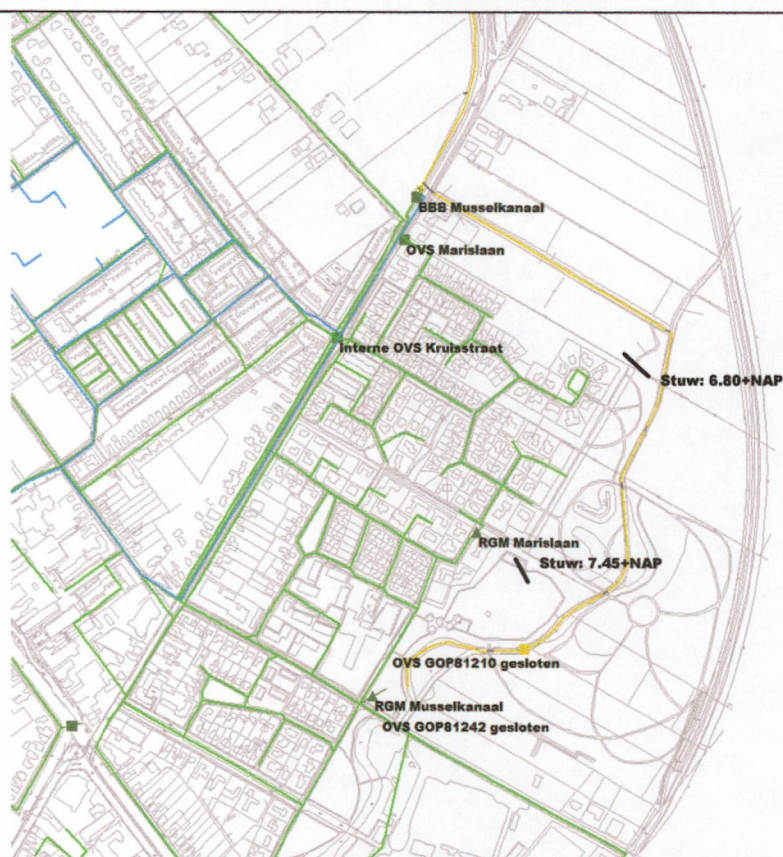 BBB Musselkanaal
OVS Marislaan
Interne OVS Kruisstraat
Stuw: 6.80+NAP
RGM Marislaan
Stuw: 7.45+NAP
OVS GOP81210 gesloten
RGM Musselkanaal
OVS GOP81242 gesloten